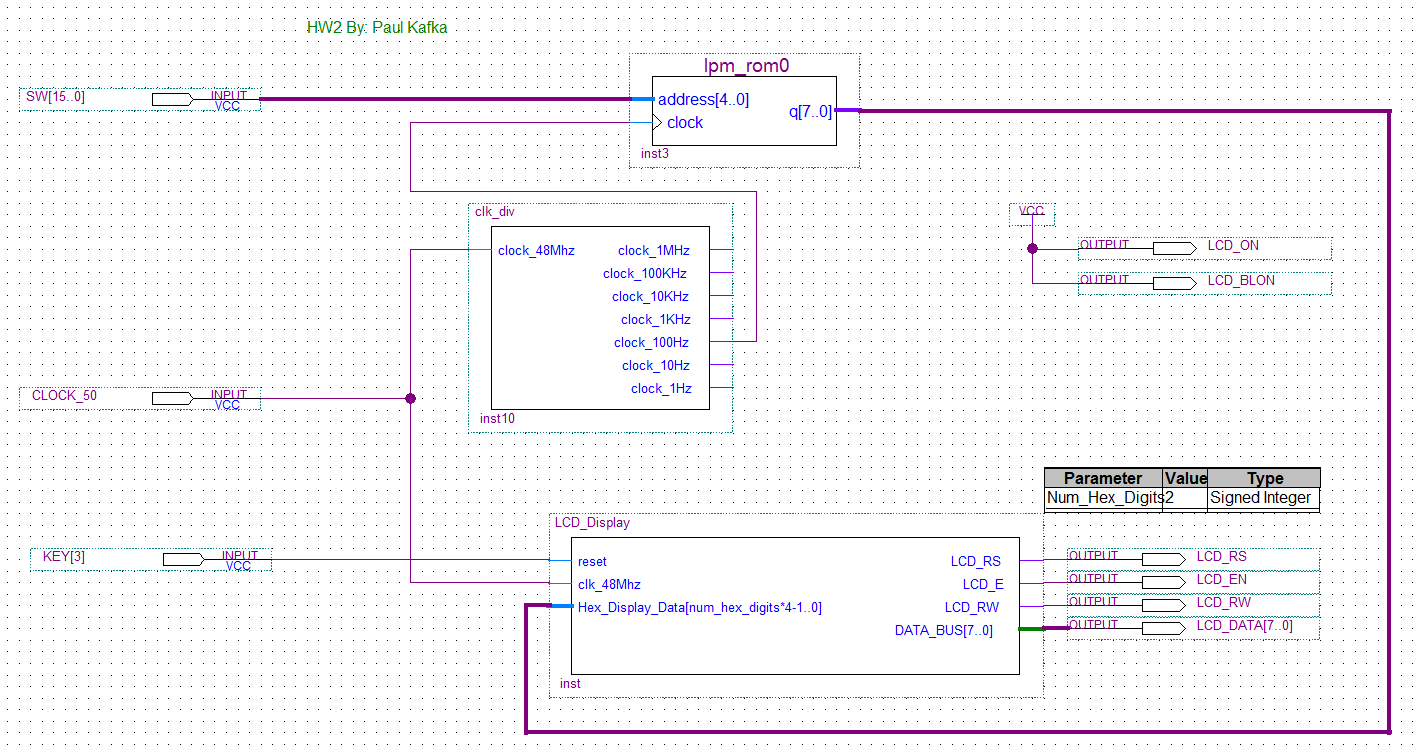 HW2 By: Paul Kafka
lpm_rom0
SW[15..0]
INPUT
VCC
address[4..0]
q[7..0]
clock
inst3
clk_div
clock_48Mhz
clock_1MHz
clock_100KHz
clock_10KHz
clock_1KHz
clock_100Hz
clock_10Hz
clock_1Hz
inst10
VCC
OUTPUT
LCD_ON
OUTPUT
LCD_BLON
CLOCK_50
INPUT
VCC
Parameter Value Type
Num_Hex_Digits 2 Signed Integer
LCD_Display
KEY[3]
INPUT
VCC
reset
clk_48Mhz
Hex_Display_Data[num_hex_digits*4-1..0]
LCD_RS
LCD_E
LCD_RW
DATA_BUS[7..0]
inst
OUTPUT
LCD_RS
OUTPUT
LCD_EN
OUTPUT
LCD_RW
OUTPUT
LCD_DATA[7..0]